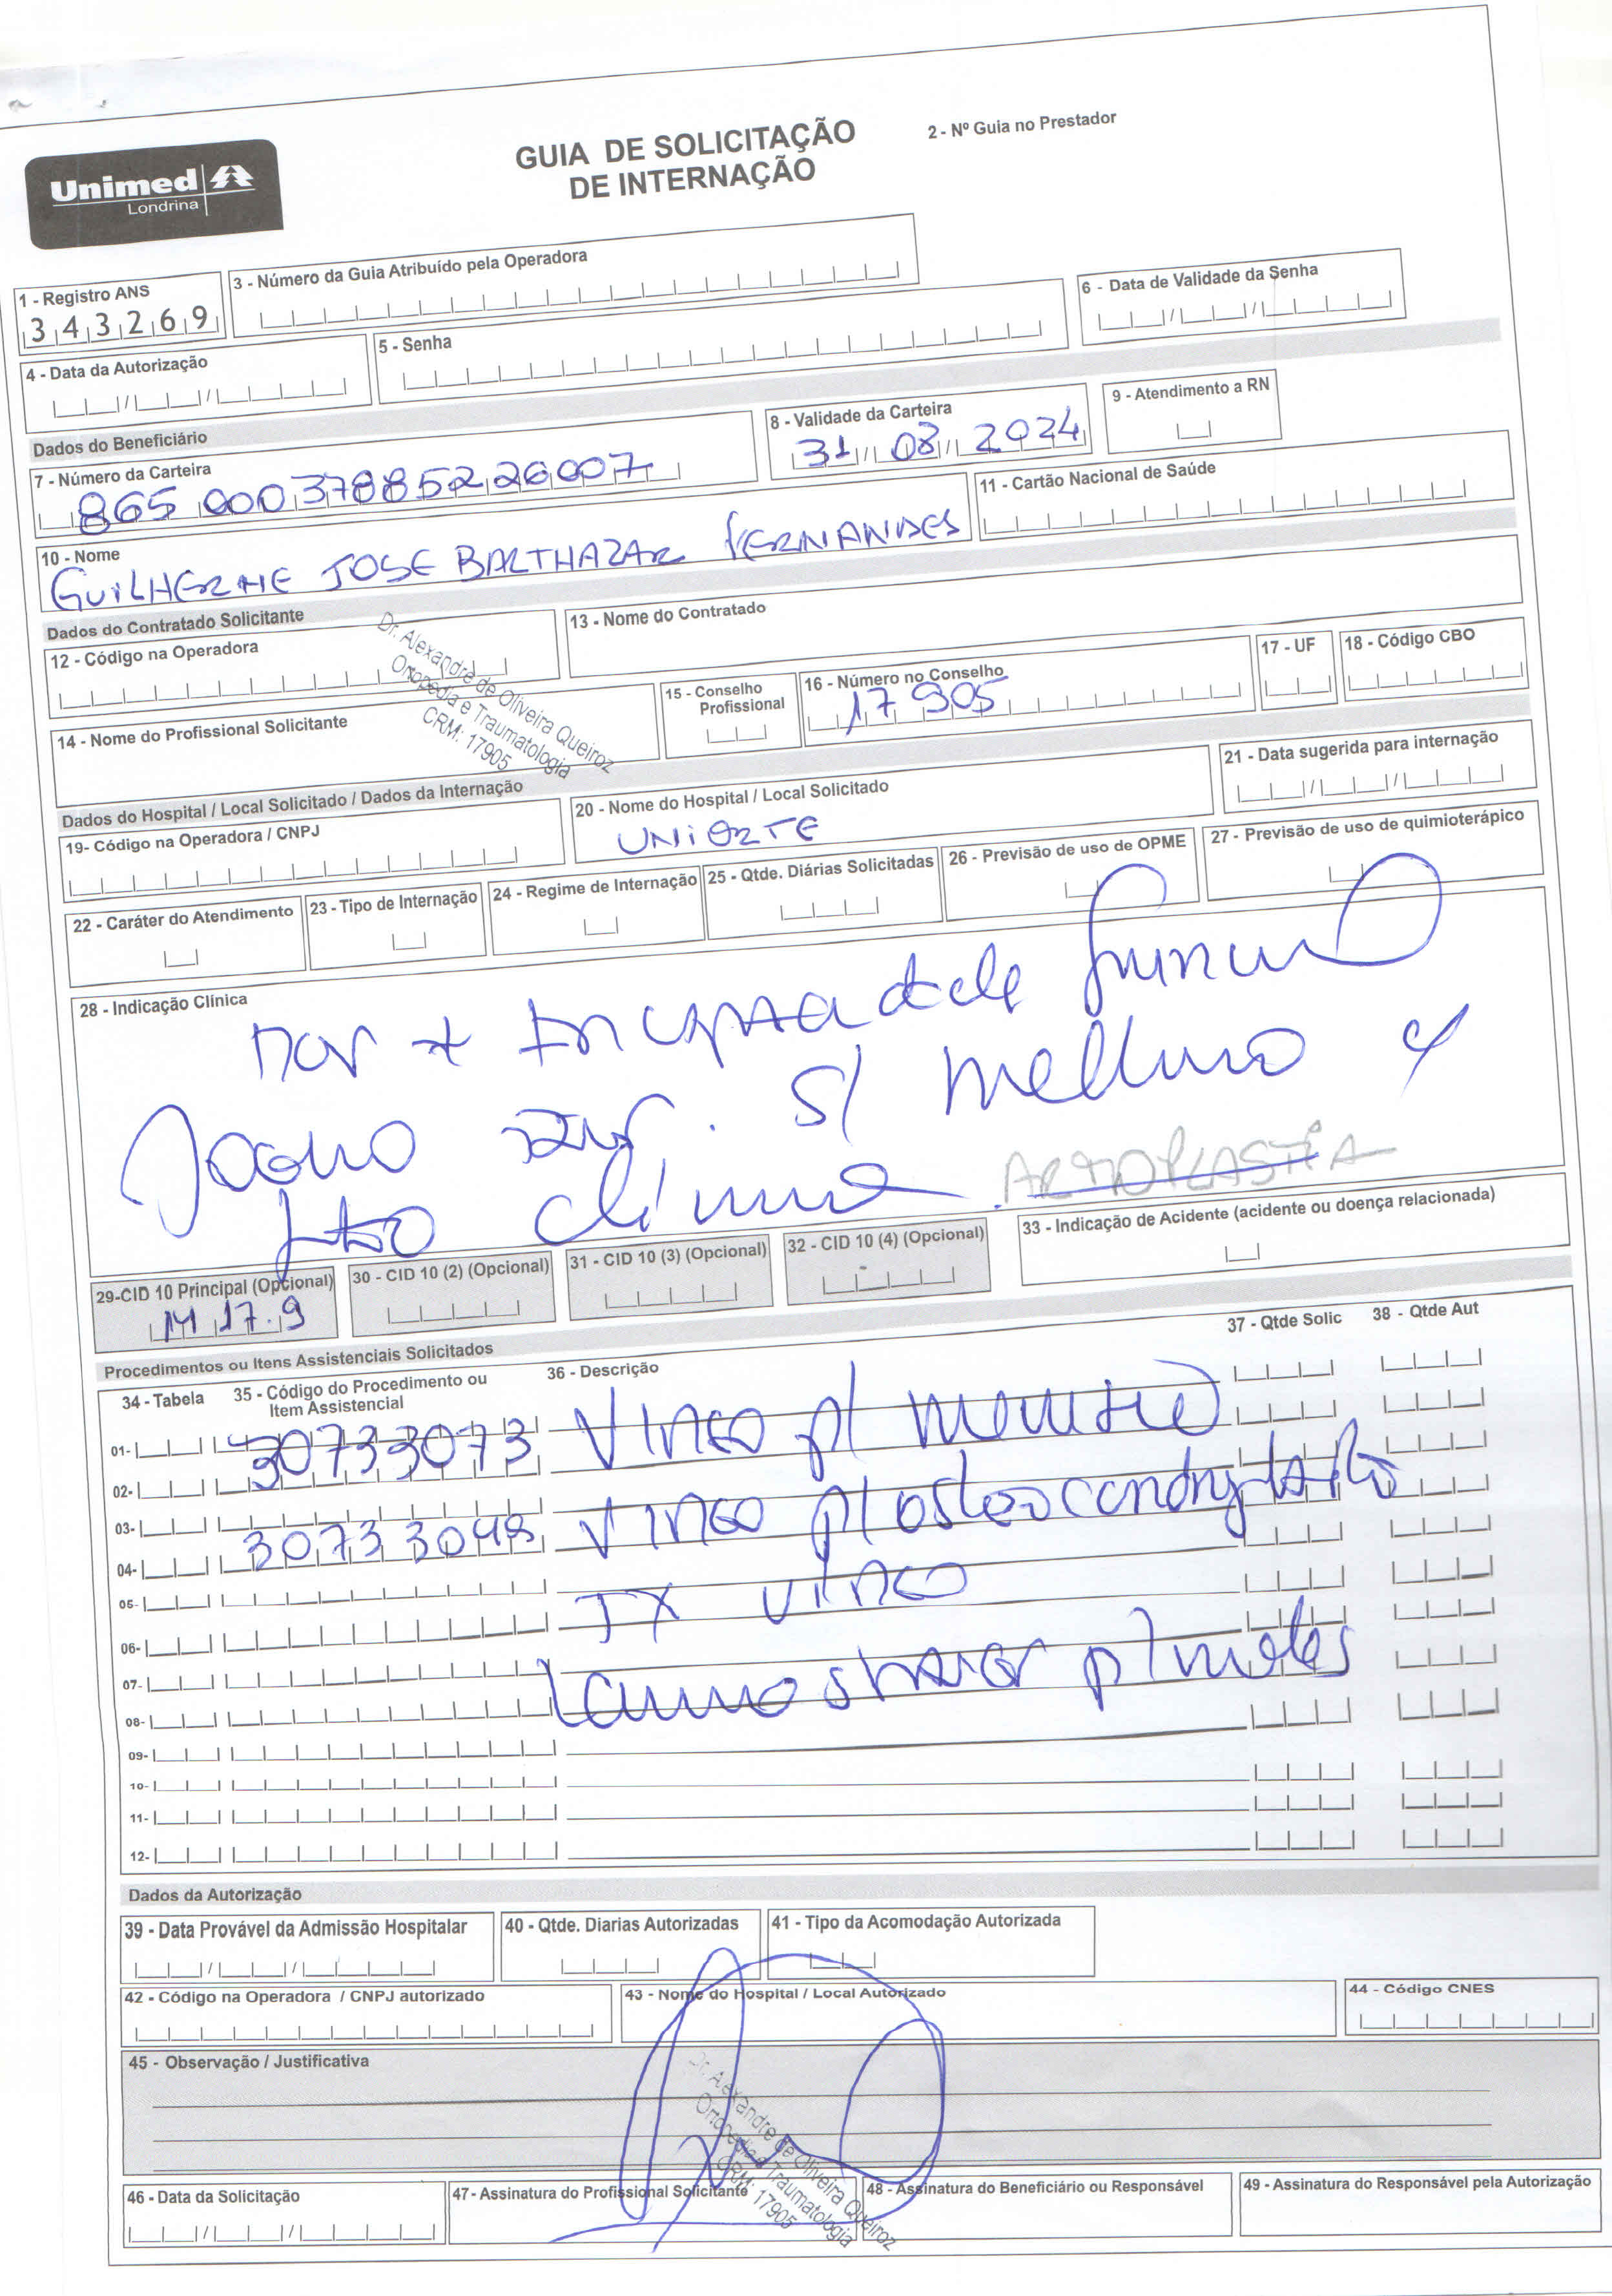 Unimed
Londrina
GUIA DE SOLICITAÇÃO
DE INTERNAÇÃO
2 - Nº Guia no Prestador
1 - Registro ANS
343269
3 - Número da Guia Atribuído pela Operadora
4 - Data da Autorização
5 - Senha
6 - Data de Validade da Senha
Dados do Beneficiário
7 - Número da Carteira
865 000 37885226007
8 - Validade da Carteira
31 08 2024
9 - Atendimento a RN
10 - Nome
GUILHERME JOSE BALTHAZAR FERNANDES
11 - Cartão Nacional de Saúde
Dados do Contratado Solicitante
12 - Código na Operadora
13 - Nome do Contratado
Dr. Alexandre de Oliveira Queiroz
Ortopedia e Traumatologia
CRM: 17905
14 - Nome do Profissional Solicitante
15 - Conselho
Profissional
16 - Número no Conselho
17 905
17 - UF
18 - Código CBO
Dados do Hospital / Local Solicitado / Dados da Internação
19- Código na Operadora / CNPJ
20 - Nome do Hospital / Local Solicitado
UNIORTE
21 - Data sugerida para internação
22 - Caráter do Atendimento
23 - Tipo de Internação
24 - Regime de Internação
25 - Qtde. Diárias Solicitadas
26 - Previsão de uso de OPME
27 - Previsão de uso de quimioterápico
28 - Indicação Clínica
Dor +
s/ melhora
ARTROPLASTIA
29-CID 10 Principal (Opcional)
M 17.9
30 - CID 10 (2) (Opcional)
31 - CID 10 (3) (Opcional)
32 - CID 10 (4) (Opcional)
33 - Indicação de Acidente (acidente ou doença relacionada)
Procedimentos ou Itens Assistenciais Solicitados
34 - Tabela
35 - Código do Procedimento ou
Item Assistencial
36 - Descrição
37 - Qtde Solic
38 - Qtde Aut
01-
30733073 Video p/
02-
03-
04-
3073 3049 Video p/
05-
TX video
06-
07-
shaver p/
08-
09-
10-
11-
12-
Dados da Autorização
39 - Data Provável da Admissão Hospitalar
40 - Qtde. Diarias Autorizadas
41 - Tipo da Acomodação Autorizada
42 - Código na Operadora / CNPJ autorizado
43 - Nome do Hospital / Local Autorizado
44 - Código CNES
45 - Observação / Justificativa
Dr. Alexandre de Oliveira Queiroz
Ortopedia e Traumatologia
CRM: 17905
46 - Data da Solicitação
47- Assinatura do Profissional Solicitante
48 - Assinatura do Beneficiário ou Responsável
49 - Assinatura do Responsável pela Autorização